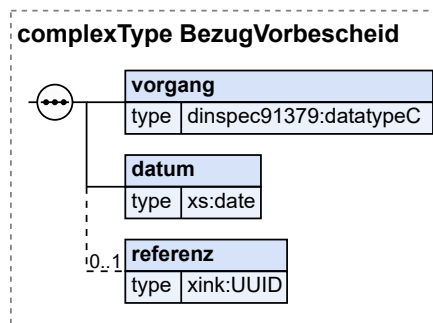 complexType BezugVorbescheid
vorgang
type dinspec91379:datatypeC
datum
type xs:date
0..1
referenz
type xink:UUID